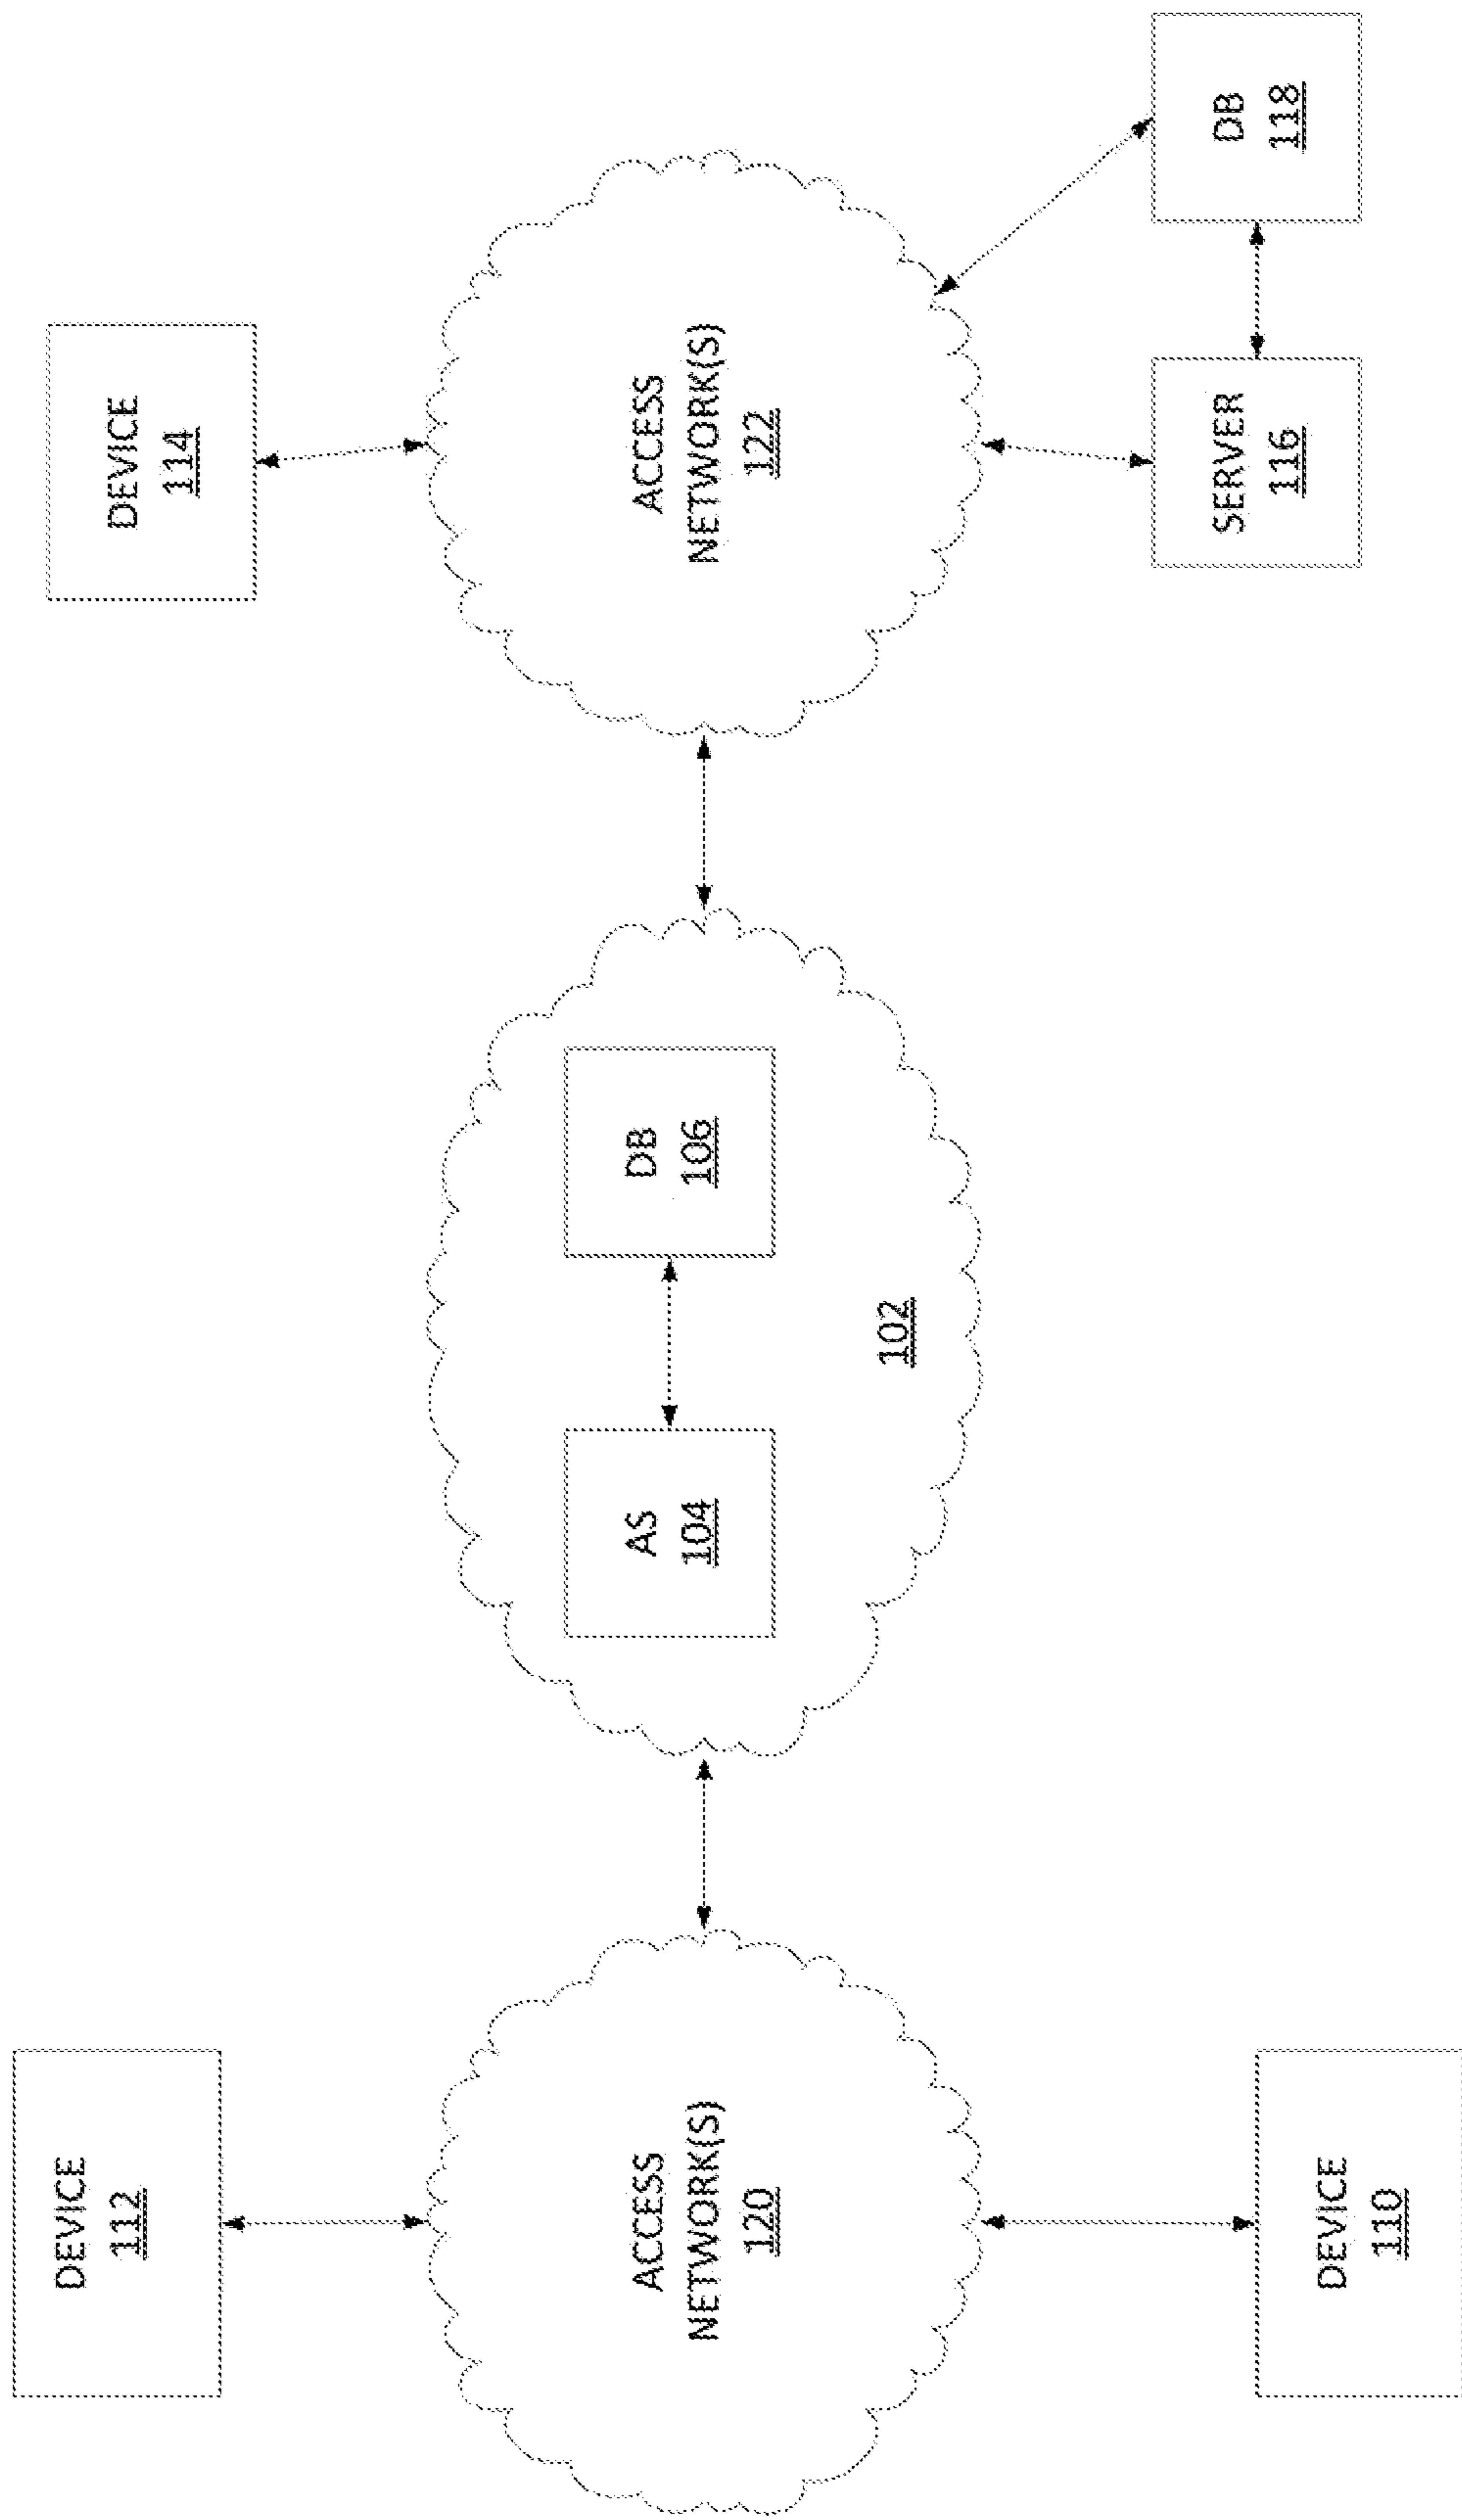 DEVICE
112
ACCESS
NETWORK(S)
120
DEVICE
110
AS
104
DB
106
102
DEVICE
114
ACCESS
NETWORK(S)
122
SERVER
116
DB
118